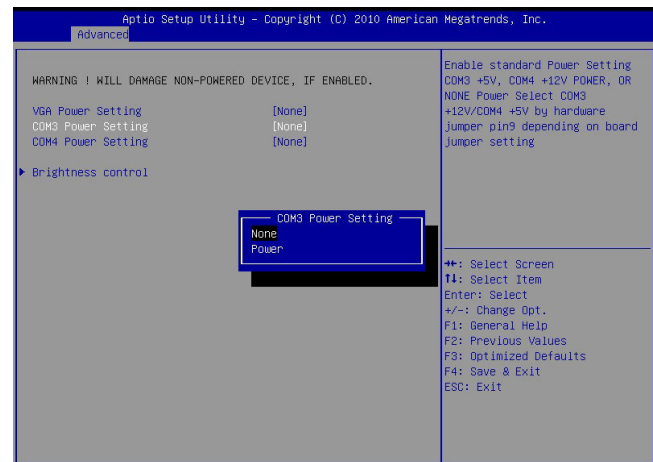 Aptio Setup Utility – Copyright (C) 2010 American Megatrends, Inc.
Advanced
WARNING ! WILL DAMAGE NON-POWERED DEVICE, IF ENABLED.
VGA Power Setting [None]
COM3 Power Setting [None]
COM4 Power Setting [None]
Brightness control
COM3 Power Setting
None
Power
Enable standard Power Setting
COM3 +5V, COM4 +12V POWER, OR
NONE Power Select COM3
+12V/COM4 +5V by hardware
jumper pin9 depending on board
jumper setting
→←: Select Screen
↑↓: Select Item
Enter: Select
+/-: Change Opt.
F1: General Help
F2: Previous Values
F3: Optimized Defaults
F4: Save & Exit
ESC: Exit